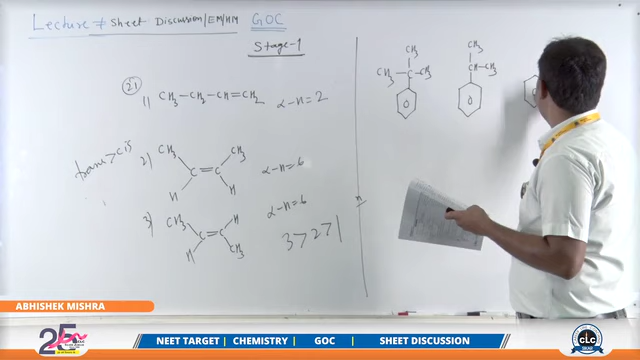 Lecture # Sheet Discussion/EM/HM GOC
Stage-1
21
1) CH3-CH2-CH=CH2 α-H=2
trans>cis
2) CH3 CH3
C=C α-H=6
H H
3) CH3 H α-H=6
C=C
H CH3
3>2>1
CH3
CH3-C-CH3
CH3
CH-CH3
ABHISHEK MISHRA
25
NEET TARGET | CHEMISTRY | GOC | SHEET DISCUSSION
CLC